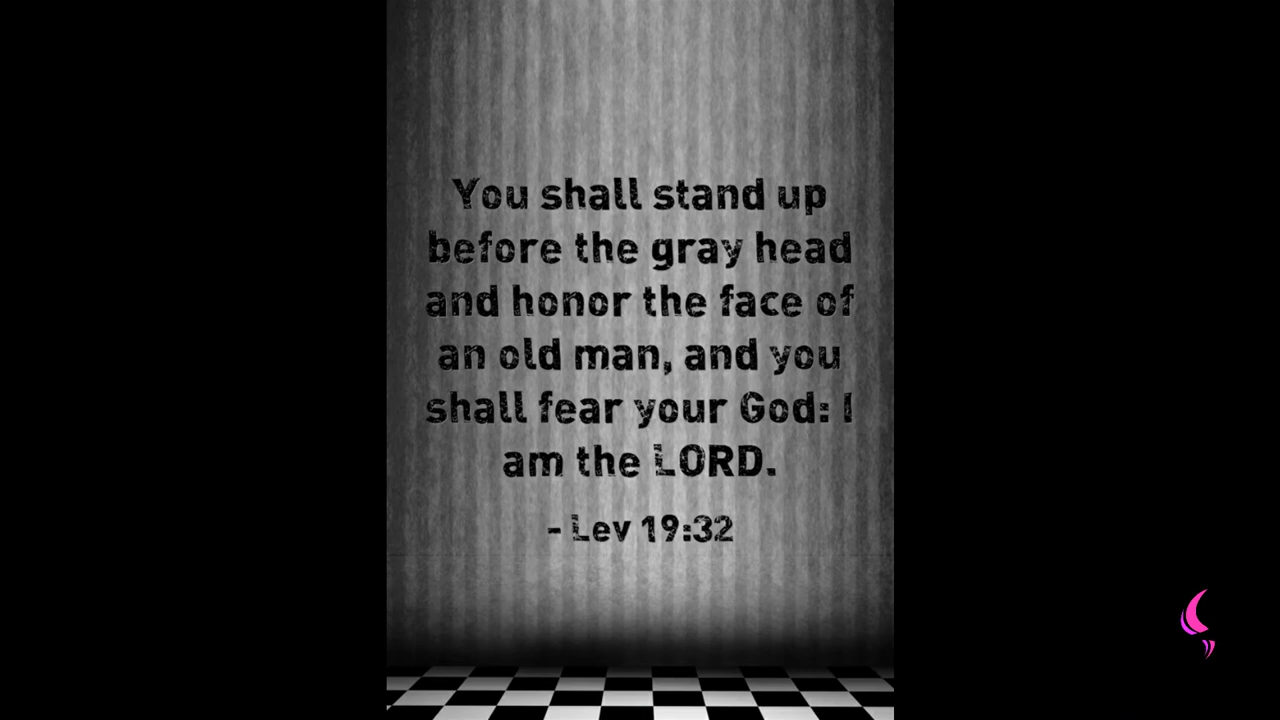 You shall stand up
before the gray head
and honor the face of
an old man, and you
shall fear your God: I
am the LORD.
- Lev 19:32